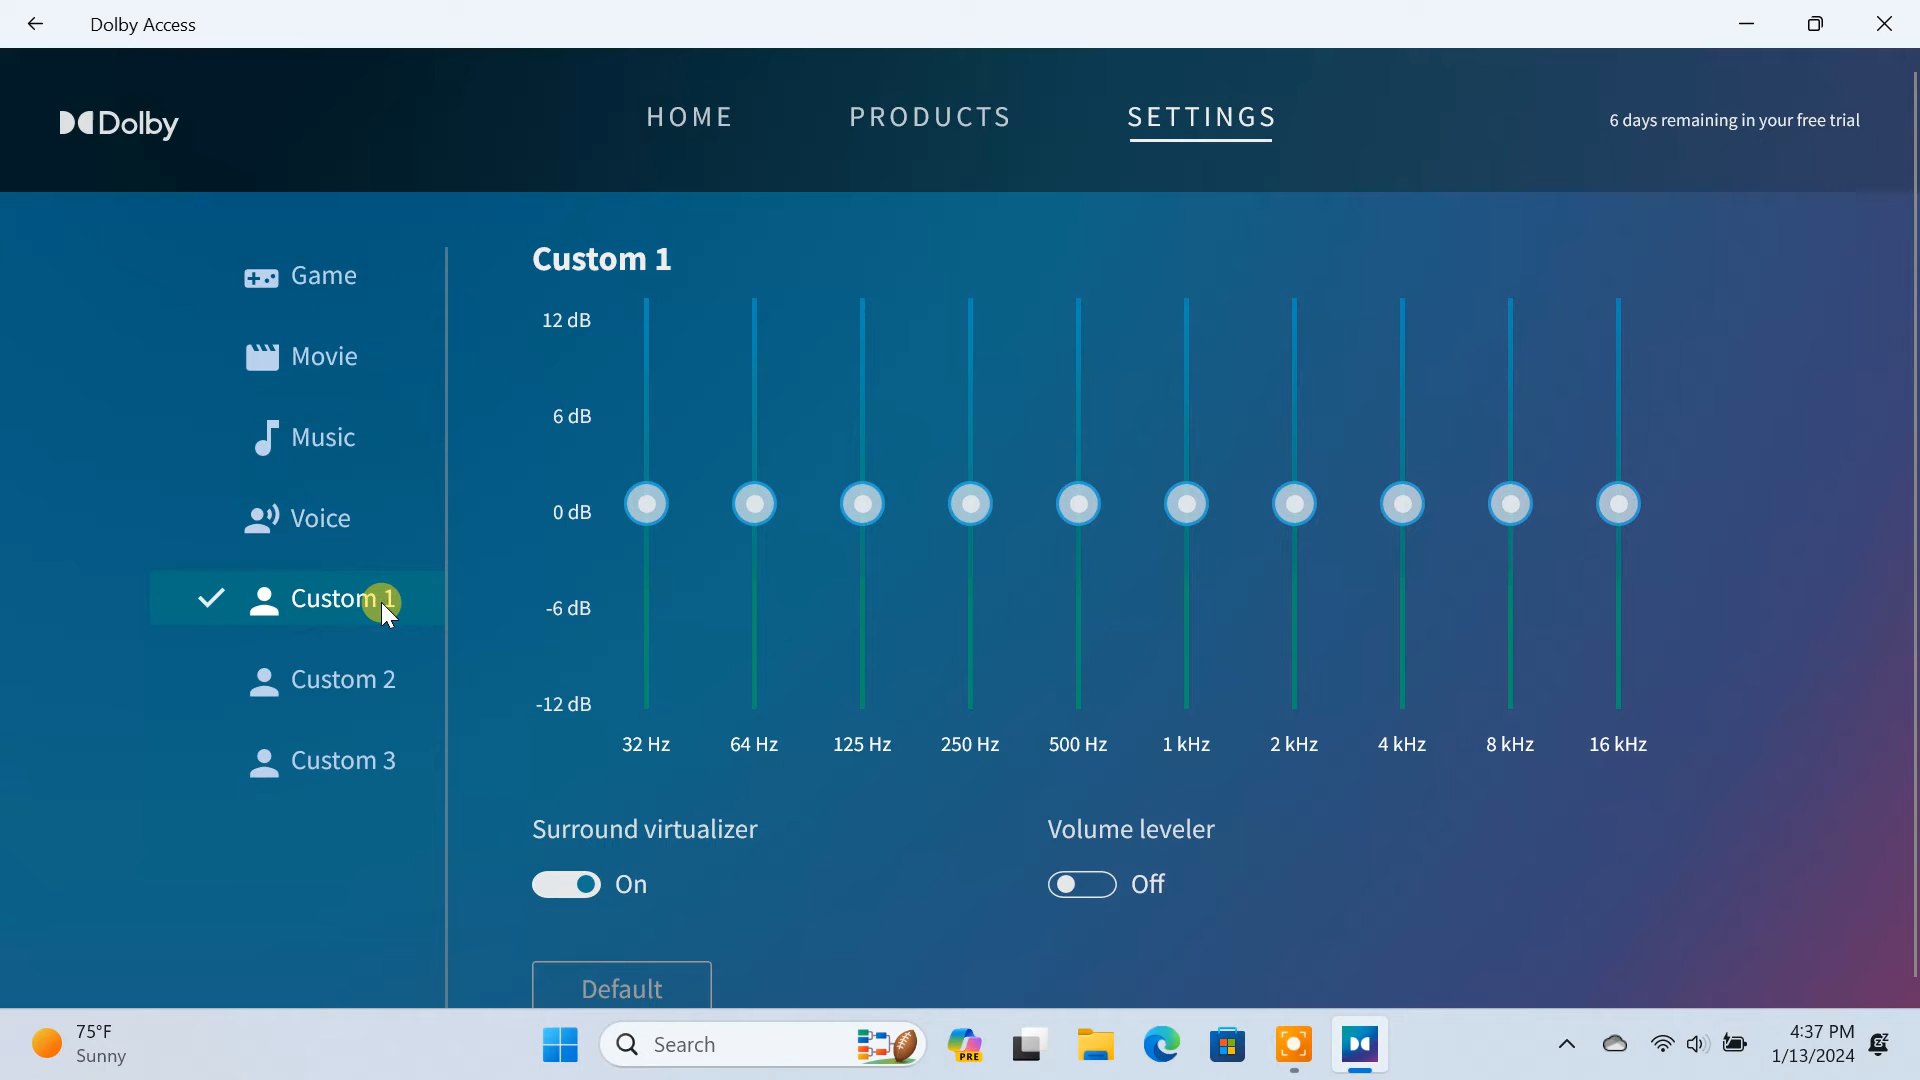 Dolby Access
Dolby
HOME PRODUCTS SETTINGS
6 days remaining in your free trial
Game
Movie
Music
Voice
Custom 1
Custom 2
Custom 3
Custom 1
12 dB
6 dB
0 dB
-6 dB
-12 dB
32 Hz 64 Hz 125 Hz 250 Hz 500 Hz 1 kHz 2 kHz 4 kHz 8 kHz 16 kHz
Surround virtualizer
On
Volume leveler
Off
Default
75°F
Sunny
Search
PRE
4:37 PM
1/13/2024